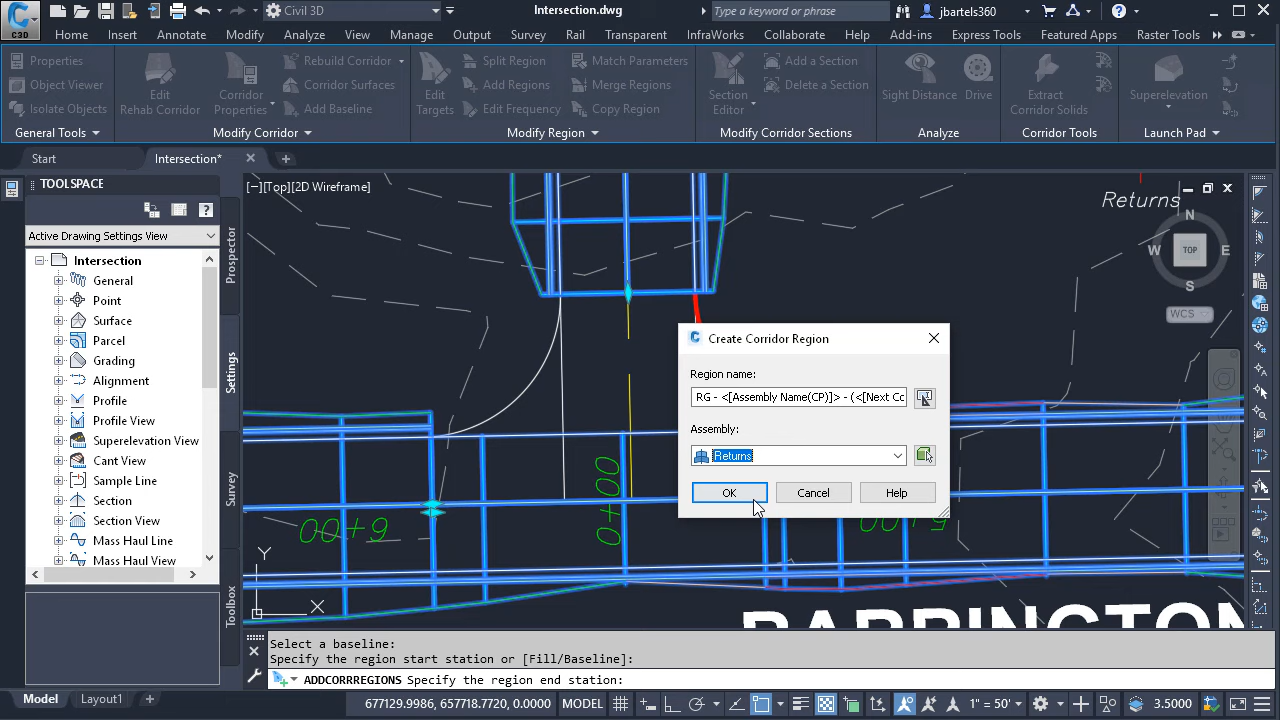 Civil 3D
Share
Intersection.dwg
Type a keyword or phrase
jbartels360
C3D
Home
Insert
Annotate
Modify
Analyze
View
Manage
Output
Survey
Rail
Transparent
InfraWorks
Collaborate
Help
Add-ins
Express Tools
Featured Apps
Raster Tools
Properties
Object Viewer
Isolate Objects
General Tools
Edit
Rehab Corridor
Corridor
Properties
Rebuild Corridor
Corridor Surfaces
Add Baseline
Modify Corridor
Edit
Targets
Split Region
Add Regions
Edit Frequency
Match Parameters
Merge Regions
Copy Region
Modify Region
Section
Editor
Add a Section
Delete a Section
Modify Corridor Sections
Sight Distance
Drive
Analyze
Extract
Corridor Solids
Corridor Tools
Superelevation
Launch Pad
Start
Intersection*
TOOLSPACE
Active Drawing Settings View
Intersection
General
Point
Surface
Parcel
Grading
Alignment
Profile
Profile View
Superelevation View
Cant View
Sample Line
Section
Section View
Mass Haul Line
Mass Haul View
Prospector
Settings
Survey
Toolbox
[−][Top][2D Wireframe]
Returns
N
W
TOP
E
S
WCS
6+00
0+00
5+00
BARRINGTON
Y
X
Create Corridor Region
Region name:
RG - <[Assembly Name(CP)]> - (<[Next Co
Assembly:
Returns
OK
Cancel
Help
Select a baseline:
Specify the region start station or [Fill/Baseline]:
ADDCORRREGIONS Specify the region end station:
Model
Layout1
677129.9986, 657718.7720, 0.0000
MODEL
1" = 50'
3.5000